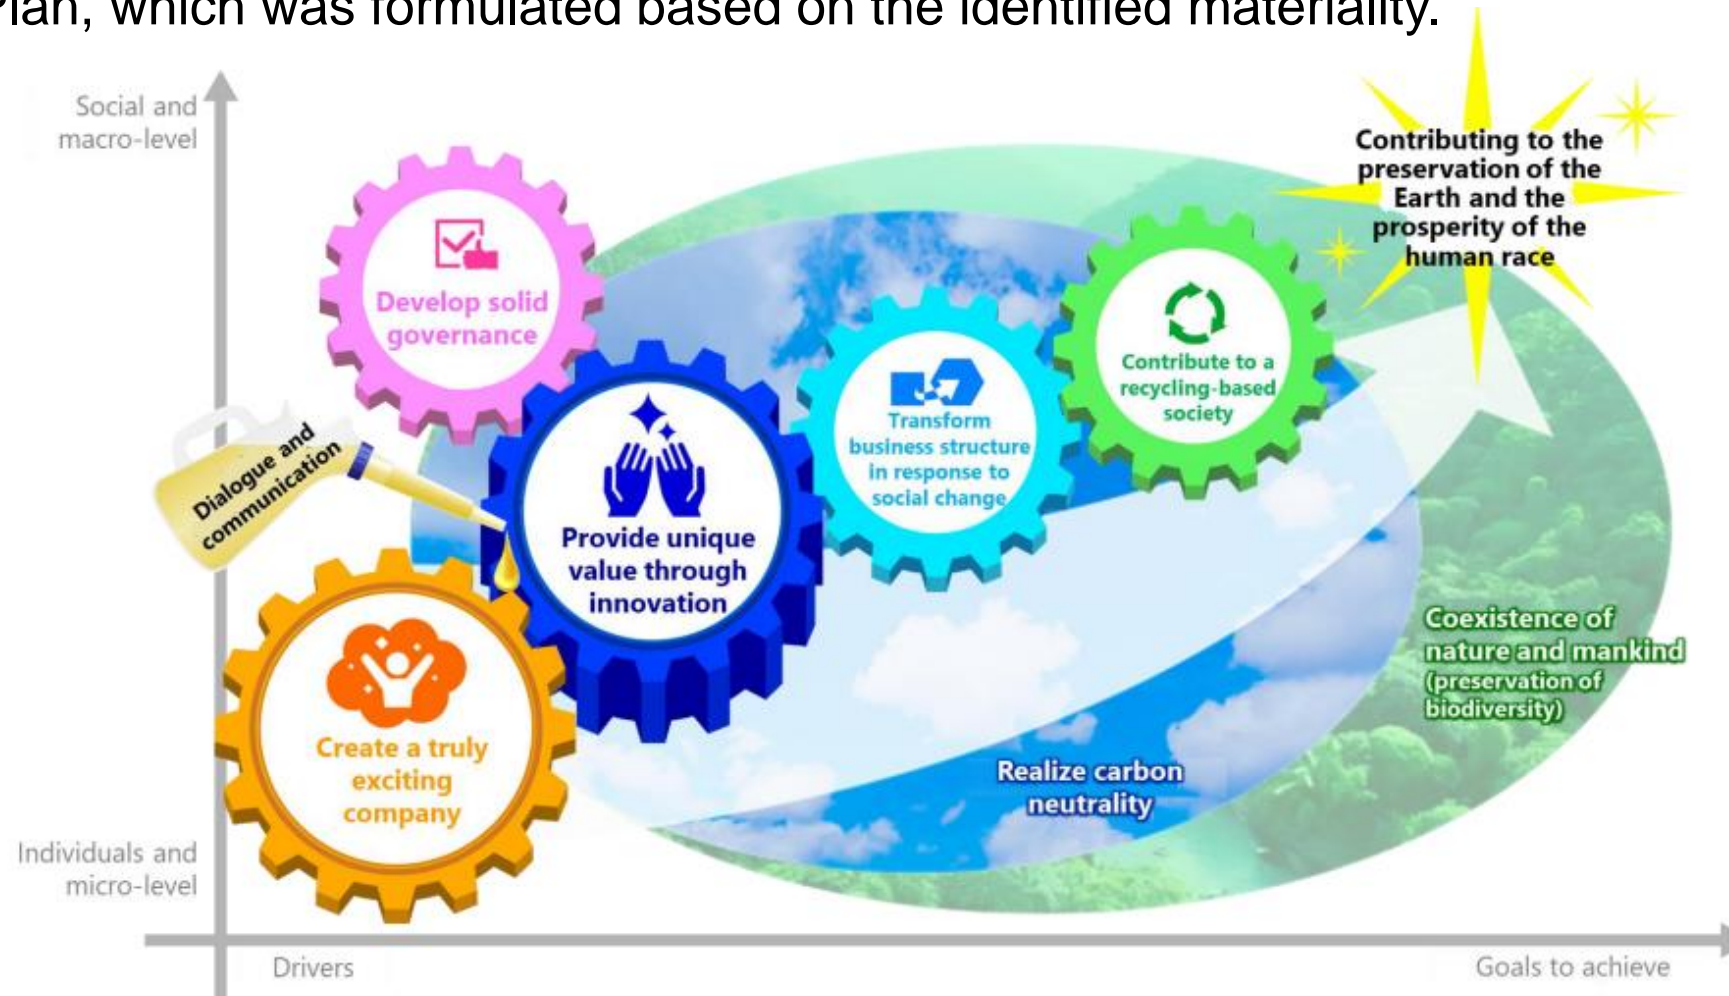 Plan, which was formulated based on the identified materiality.
Social and
macro-level
Contributing to the
preservation of the
Earth and the
prosperity of the
human race
Develop solid
governance
Contribute to a
recycling-based
society
Transform
business structure
in response to
social change
Dialogue and
communication
Provide unique
value through
innovation
Coexistence of
nature and mankind
(preservation of
biodiversity)
Create a truly
exciting
company
Realize carbon
neutrality
Individuals and
micro-level
Drivers
Goals to achieve